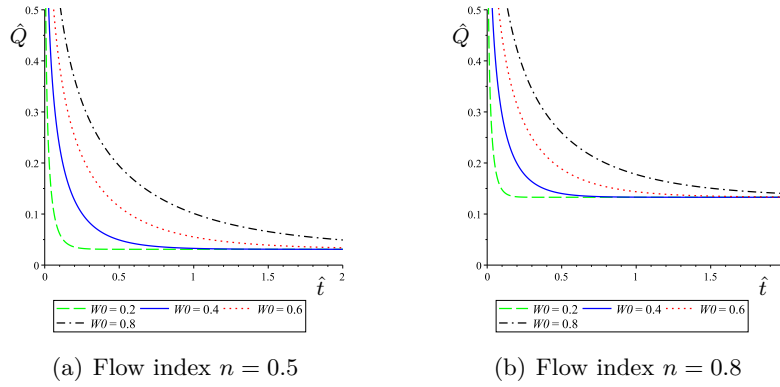 0.5
Q̂
0.4
0.3
0.2
0.1
0
0 0.5 1 1.5 2
t̂
W0 = 0.2 W0 = 0.4 W0 = 0.6
W0 = 0.8
(a) Flow index n = 0.5
0.5
Q̂
0.4
0.3
0.2
0.1
0
0 0.5 1 1.5
t̂
W0 = 0.2 W0 = 0.4 W0 = 0.6
W0 = 0.8
(b) Flow index n = 0.8